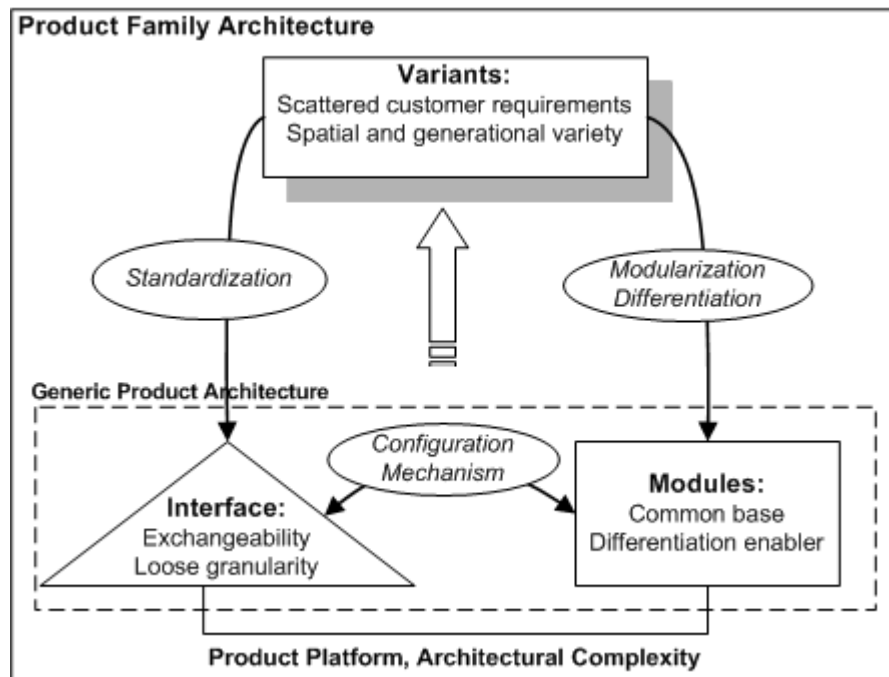 Product Family Architecture
Variants:
Scattered customer requirements
Spatial and generational variety
Standardization
Modularization
Differentiation
Generic Product Architecture
Configuration
Mechanism
Interface:
Exchangeability
Loose granularity
Modules:
Common base
Differentiation enabler
Product Platform, Architectural Complexity